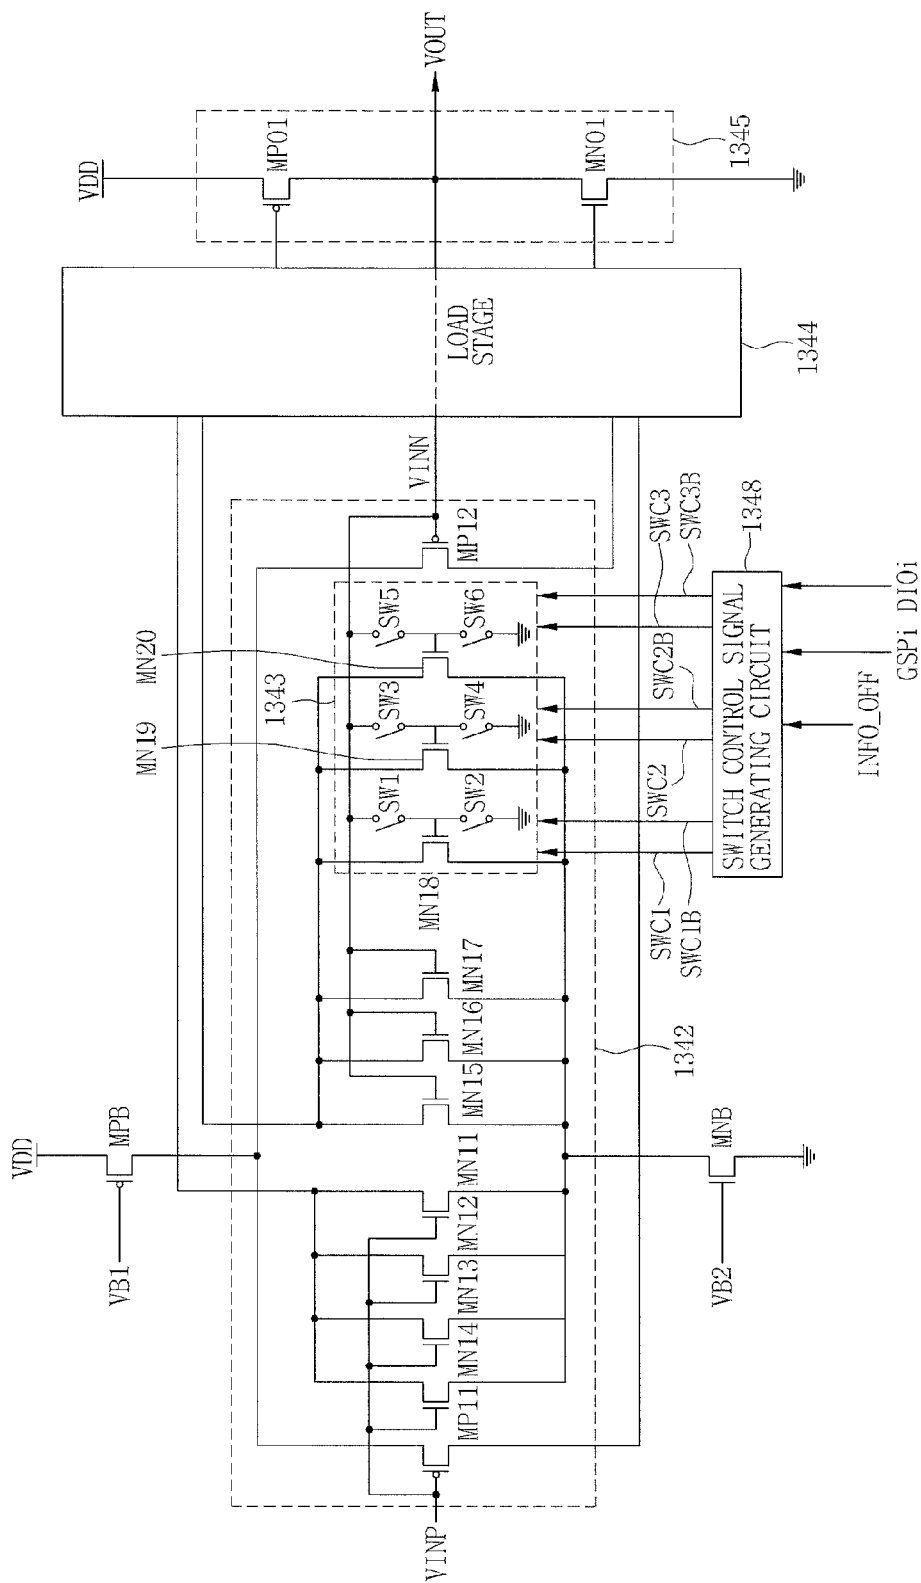 VDD
VB1
MPB
VDD
MP01
VOUT
1345
MN01
LOAD
STAGE
1344
VINN
VINP
MP11
MN14
MN13
MN12
MN11
MN15
MN16
MN17
MN18
MN19
MN20
1343
SW1
SW2
SW3
SW4
SW5
SW6
MP12
1342
VB2
MNB
SWC1
SWC1B
SWC2
SWC2B
SWC3
SWC3B
1348
SWITCH CONTROL SIGNAL
GENERATING CIRCUIT
INFO_OFF
GSPi
DIOi